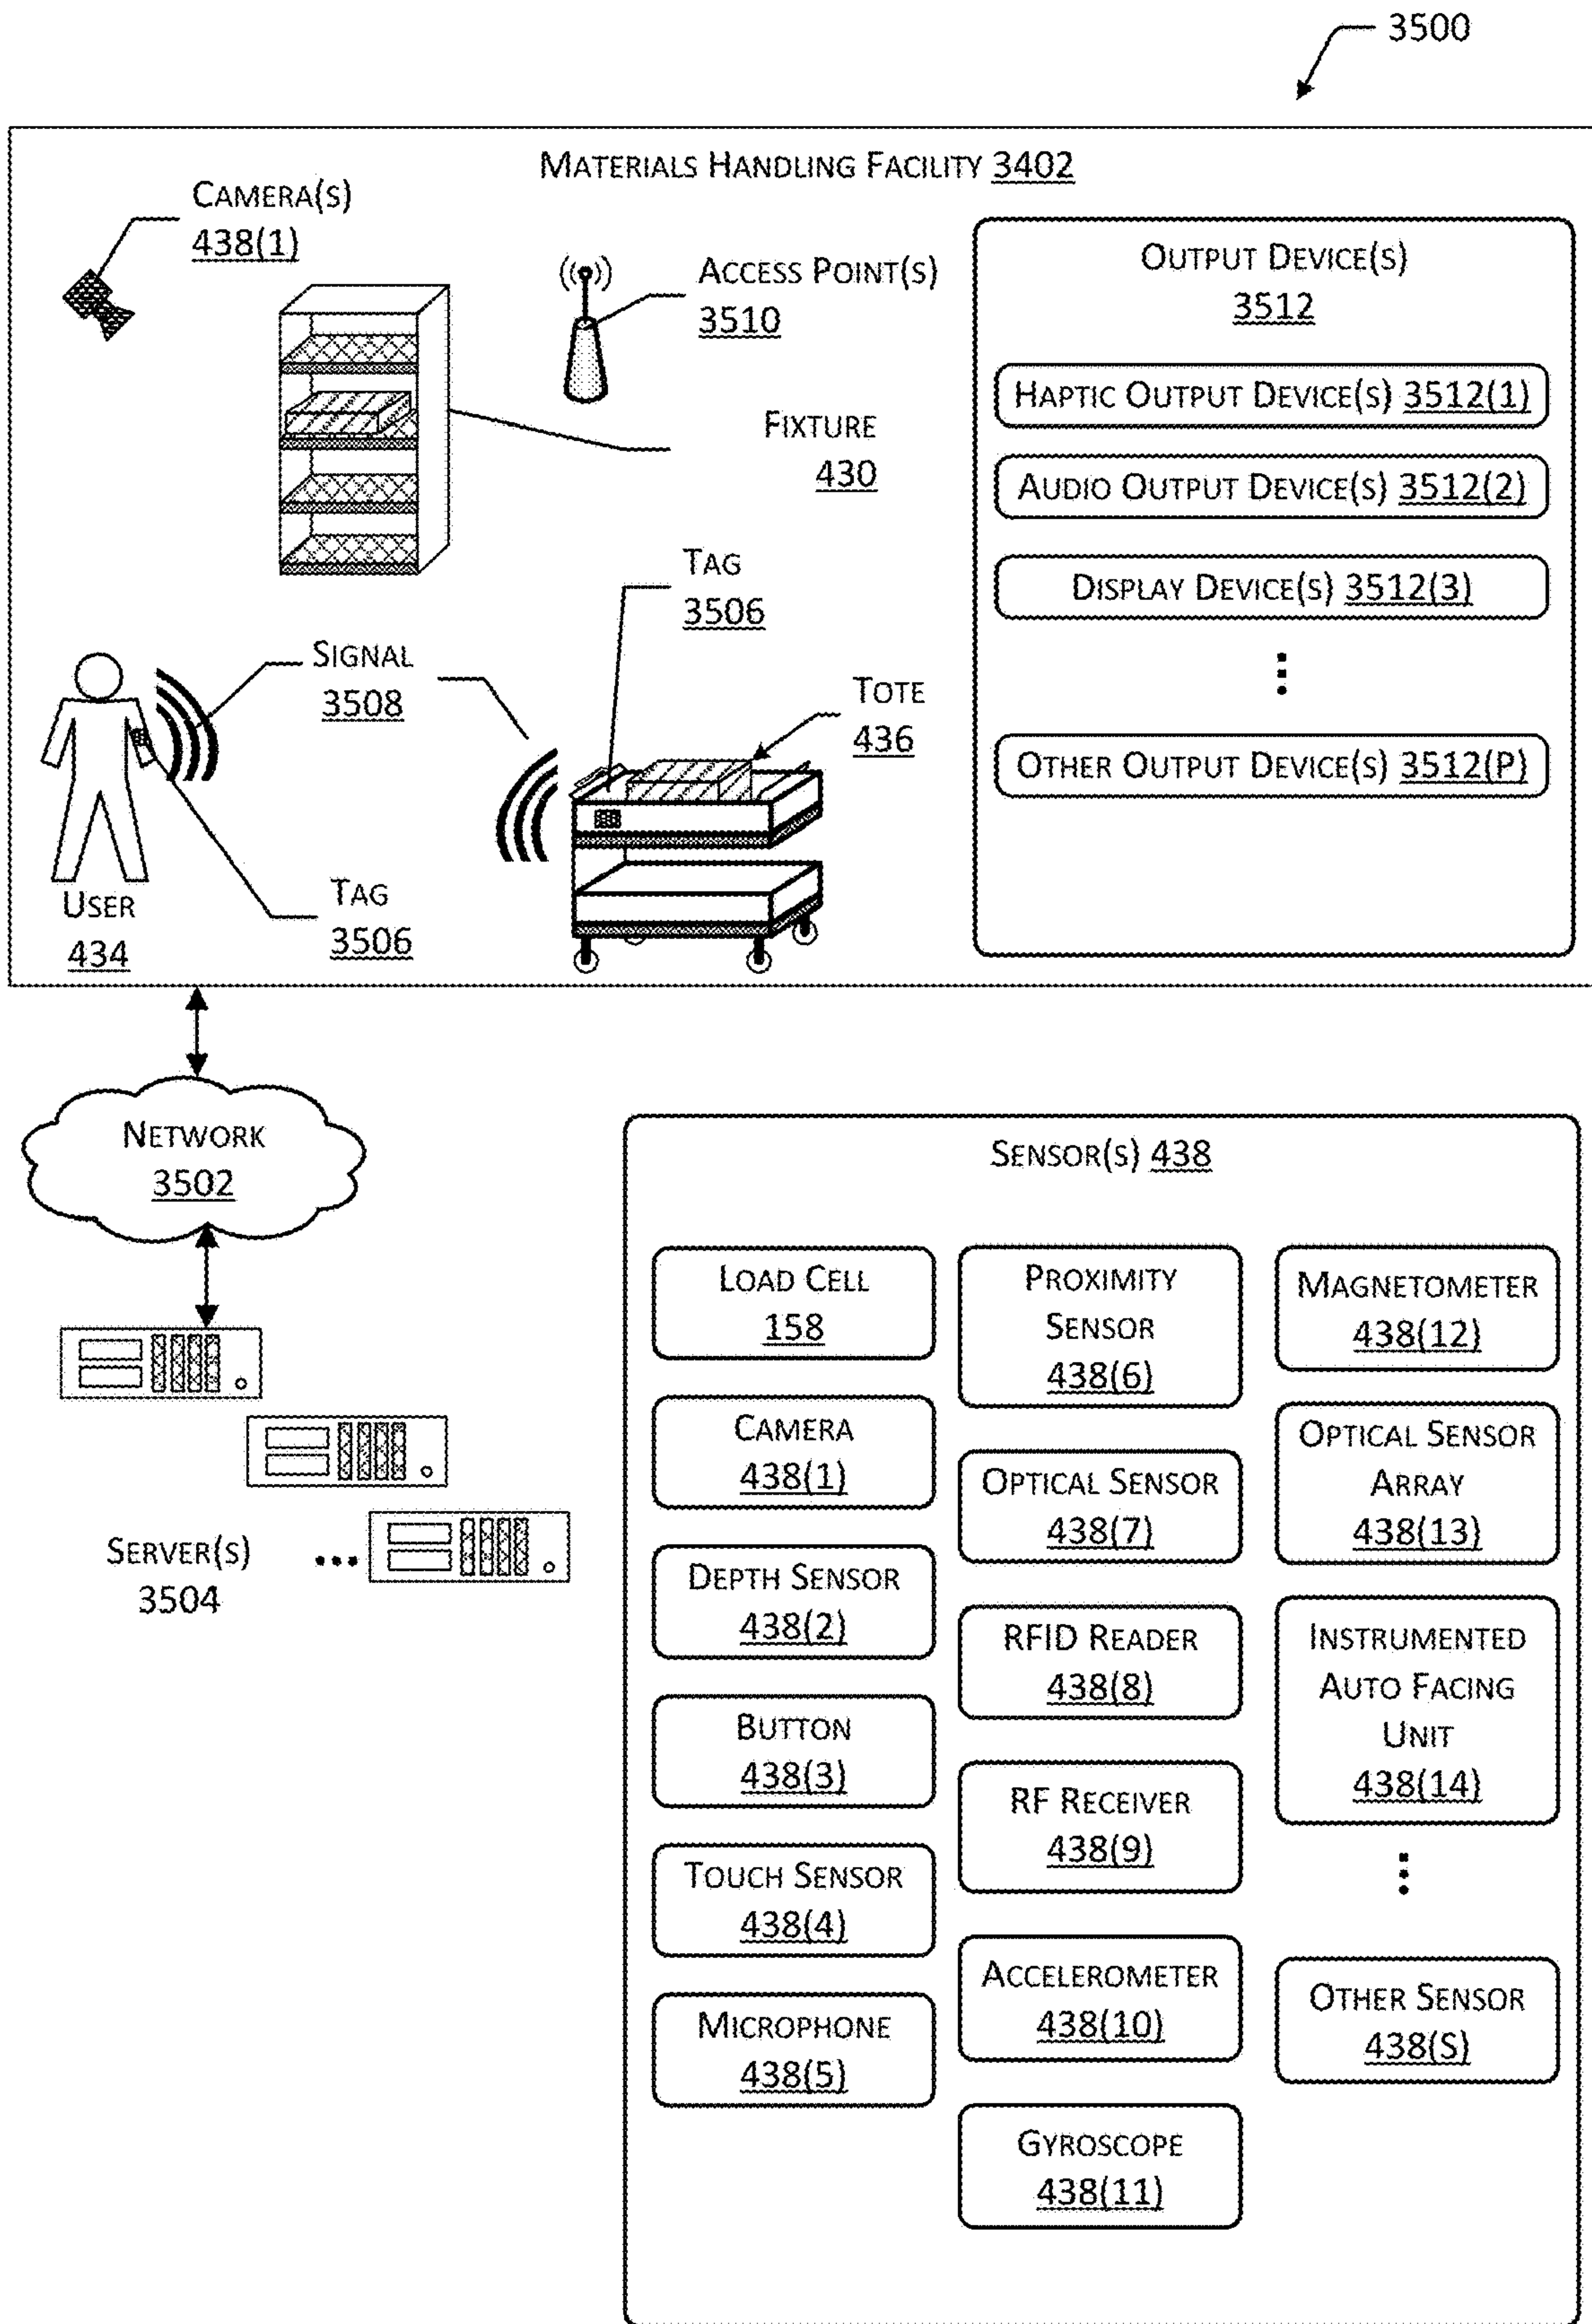 3500
MATERIALS HANDLING FACILITY 3402
CAMERA(S)
438(1)
ACCESS POINT(S)
3510
FIXTURE
430
TAG
3506
SIGNAL
3508
TOTE
436
USER
434
TAG
3506
OUTPUT DEVICE(S)
3512
HAPTIC OUTPUT DEVICE(S) 3512(1)
AUDIO OUTPUT DEVICE(S) 3512(2)
DISPLAY DEVICE(S) 3512(3)
OTHER OUTPUT DEVICE(S) 3512(P)
NETWORK
3502
SERVER(S)
3504
SENSOR(S) 438
LOAD CELL
158
CAMERA
438(1)
DEPTH SENSOR
438(2)
BUTTON
438(3)
TOUCH SENSOR
438(4)
MICROPHONE
438(5)
PROXIMITY
SENSOR
438(6)
OPTICAL SENSOR
438(7)
RFID READER
438(8)
RF RECEIVER
438(9)
ACCELEROMETER
438(10)
GYROSCOPE
438(11)
MAGNETOMETER
438(12)
OPTICAL SENSOR
ARRAY
438(13)
INSTRUMENTED
AUTO FACING
UNIT
438(14)
OTHER SENSOR
438(S)